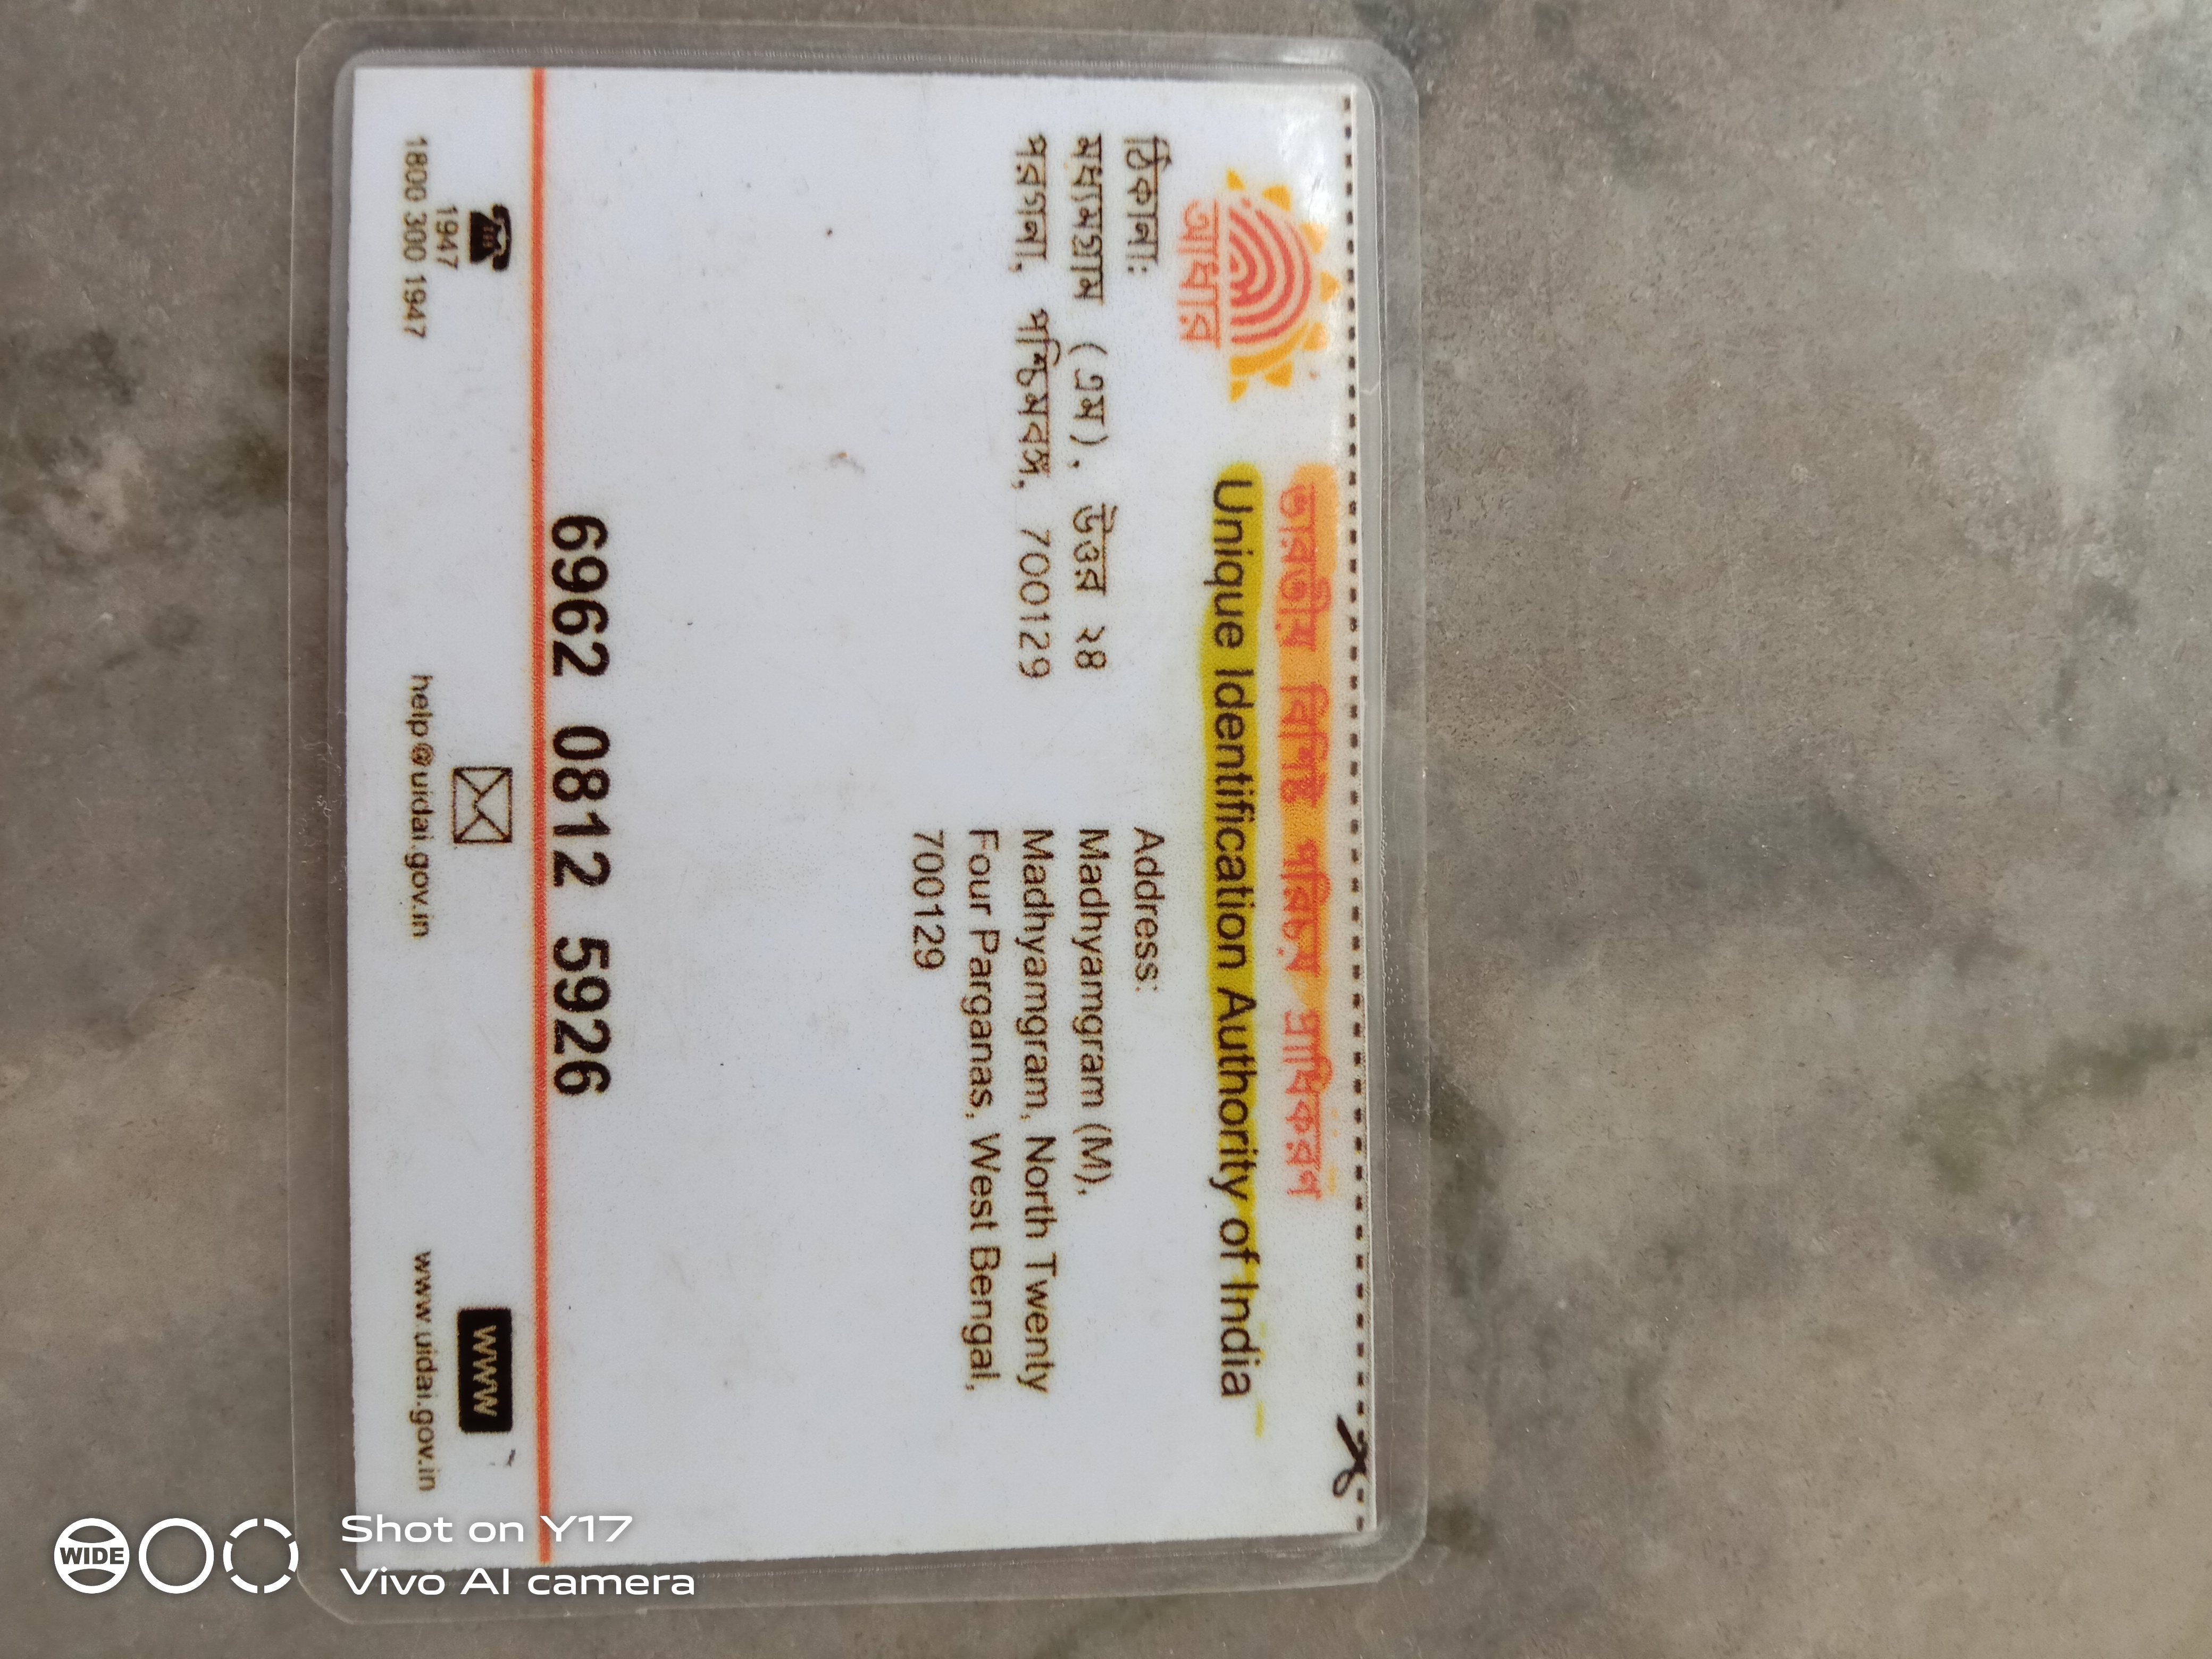 ভারতীয় বিশিষ্ট পরিচয় প্রাধিকরণ
Unique Identification Authority of India
আধার
ঠিকানা:
মধ্যমগ্রাম (এম), উত্তর ২৪
পরগনা, পশ্চিমবঙ্গ, 700129
Address:
Madhyamgram (M),
Madhyamgram, North Twenty
Four Parganas, West Bengal,
700129
6962 0812 5926
1947
1800 300 1947
help@uidai.gov.in
WWW
www.uidai.gov.in
WIDE
Shot on Y17
Vivo AI camera